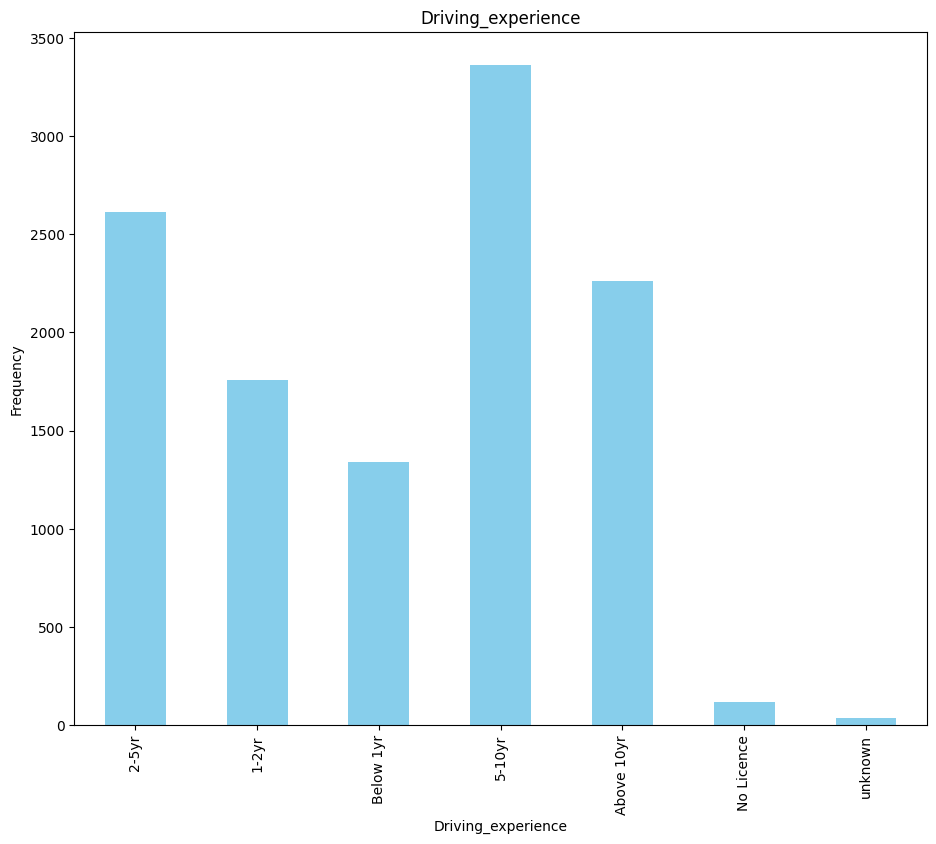 Driving_experience
3500
3000
2500
2000
1500
1000
500
0
Frequency
2-5yr
1-2yr
Below 1yr
5-10yr
Above 10yr
No Licence
unknown
Driving_experience